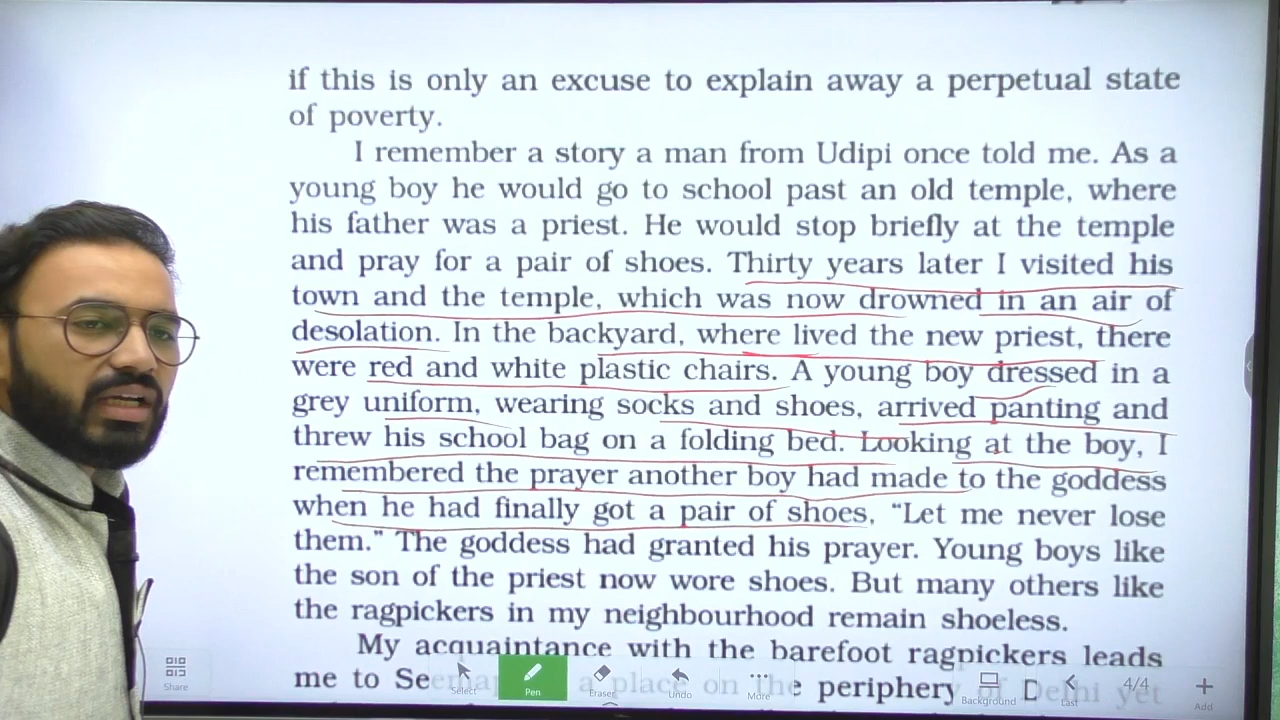 if this is only an excuse to explain away a perpetual state
of poverty.
I remember a story a man from Udipi once told me. As a
young boy he would go to school past an old temple, where
his father was a priest. He would stop briefly at the temple
and pray for a pair of shoes. Thirty years later I visited his
town and the temple, which was now drowned in an air of
desolation. In the backyard, where lived the new priest, there
were red and white plastic chairs. A young boy dressed in a
grey uniform, wearing socks and shoes, arrived panting and
threw his school bag on a folding bed. Looking at the boy, I
remembered the prayer another boy had made to the goddess
when he had finally got a pair of shoes, “Let me never lose
them.” The goddess had granted his prayer. Young boys like
the son of the priest now wore shoes. But many others like
the ragpickers in my neighbourhood remain shoeless.
My acquaintance with the barefoot ragpickers leads
me to Seemapuri, a place on the periphery of Delhi yet
Share
Select
Pen
Eraser
Undo
More
Background
Last
4/4
Add